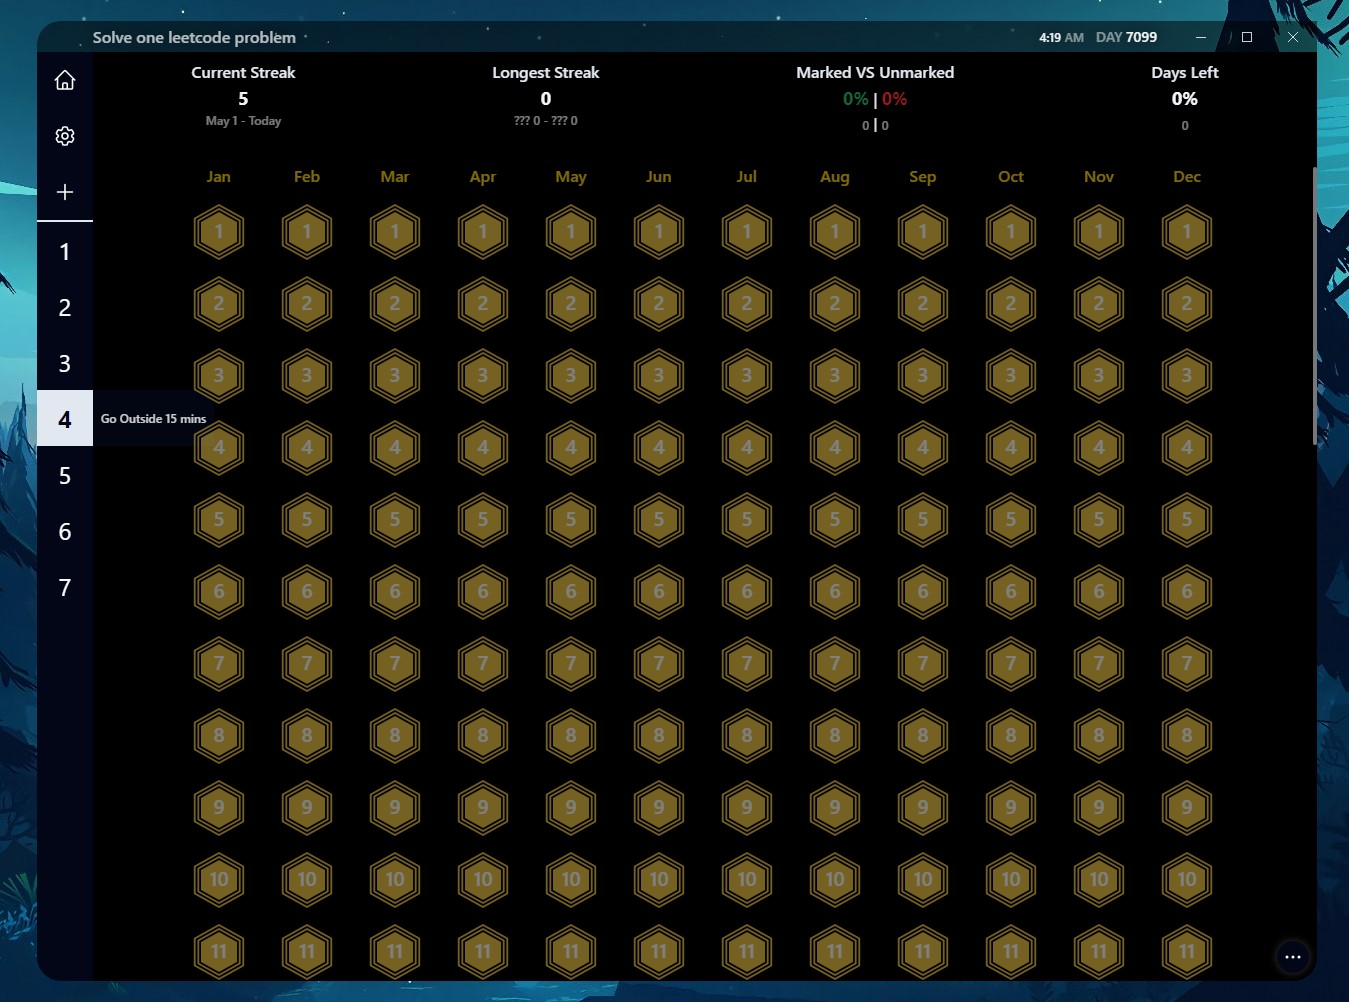 Solve one leetcode problem 4:19 AM DAY 7099
Current Streak Longest Streak Marked VS Unmarked Days Left
5 0 0% | 0% 0%
May 1 - Today ??? 0 - ??? 0 0 | 0 0
Jan Feb Mar Apr May Jun Jul Aug Sep Oct Nov Dec
1 1 1 1 1 1 1 1 1 1 1 1
1
2 2 2 2 2 2 2 2 2 2 2 2
2
3 3 3 3 3 3 3 3 3 3 3 3
3
4 Go Outside 15 mins
4 4 4 4 4 4 4 4 4 4 4 4
5
5 5 5 5 5 5 5 5 5 5 5 5
6
6 6 6 6 6 6 6 6 6 6 6 6
7
7 7 7 7 7 7 7 7 7 7 7 7
8 8 8 8 8 8 8 8 8 8 8 8
9 9 9 9 9 9 9 9 9 9 9 9
10 10 10 10 10 10 10 10 10 10 10 10
11 11 11 11 11 11 11 11 11 11 11 11